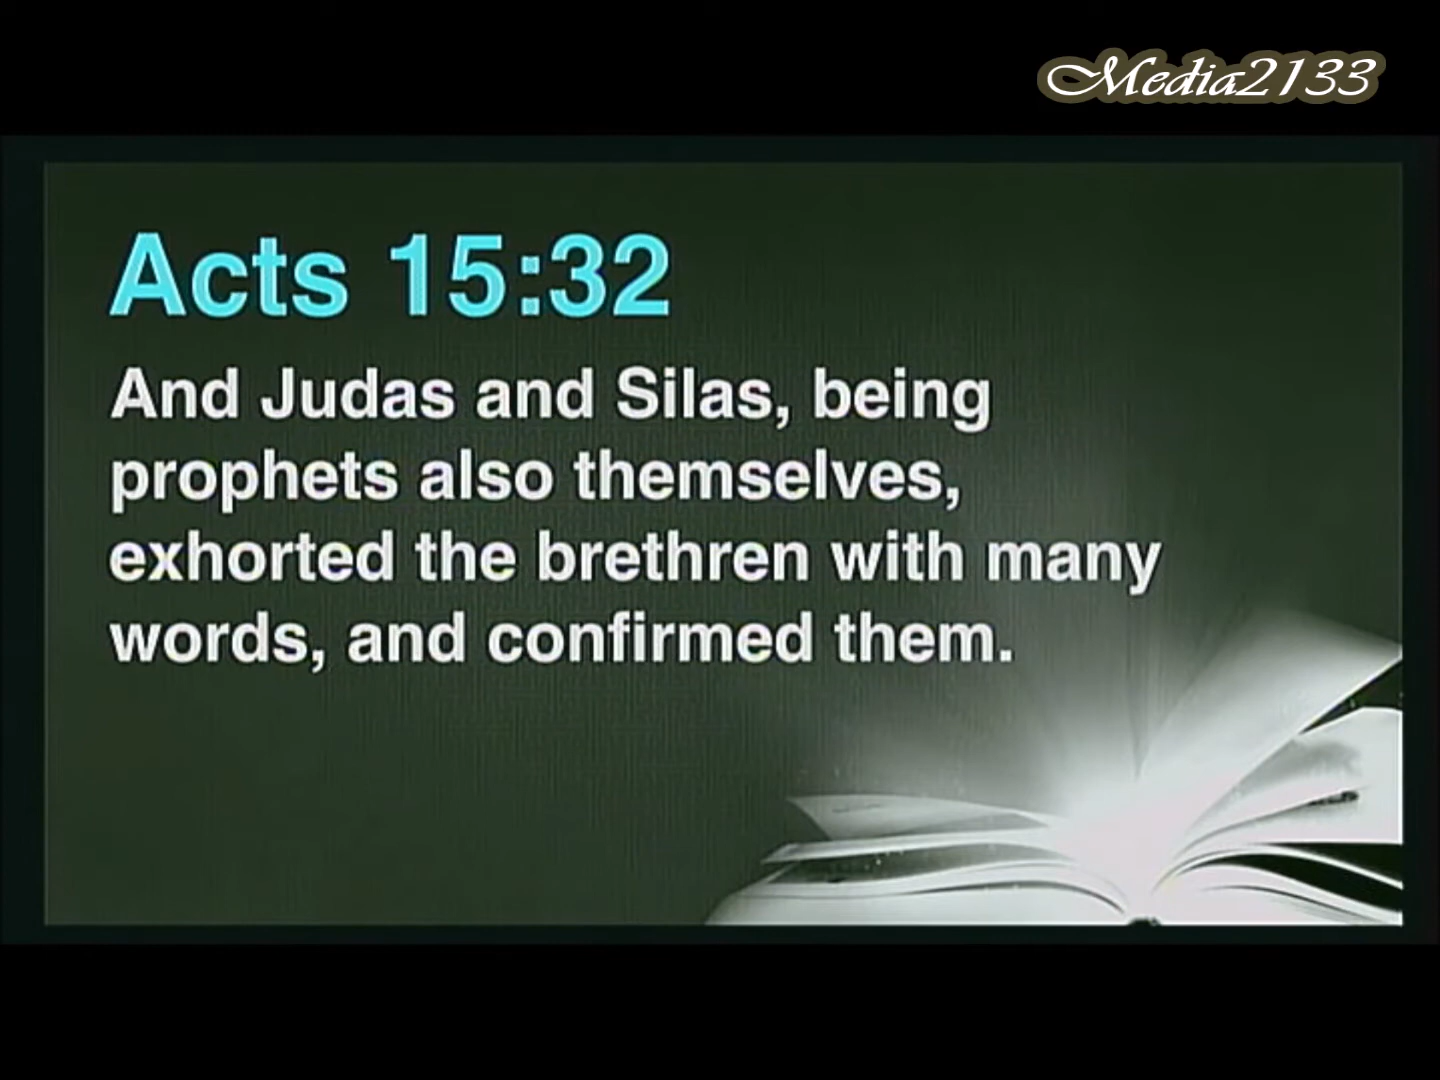 Media2133
Acts 15:32
And Judas and Silas, being
prophets also themselves,
exhorted the brethren with many
words, and confirmed them.